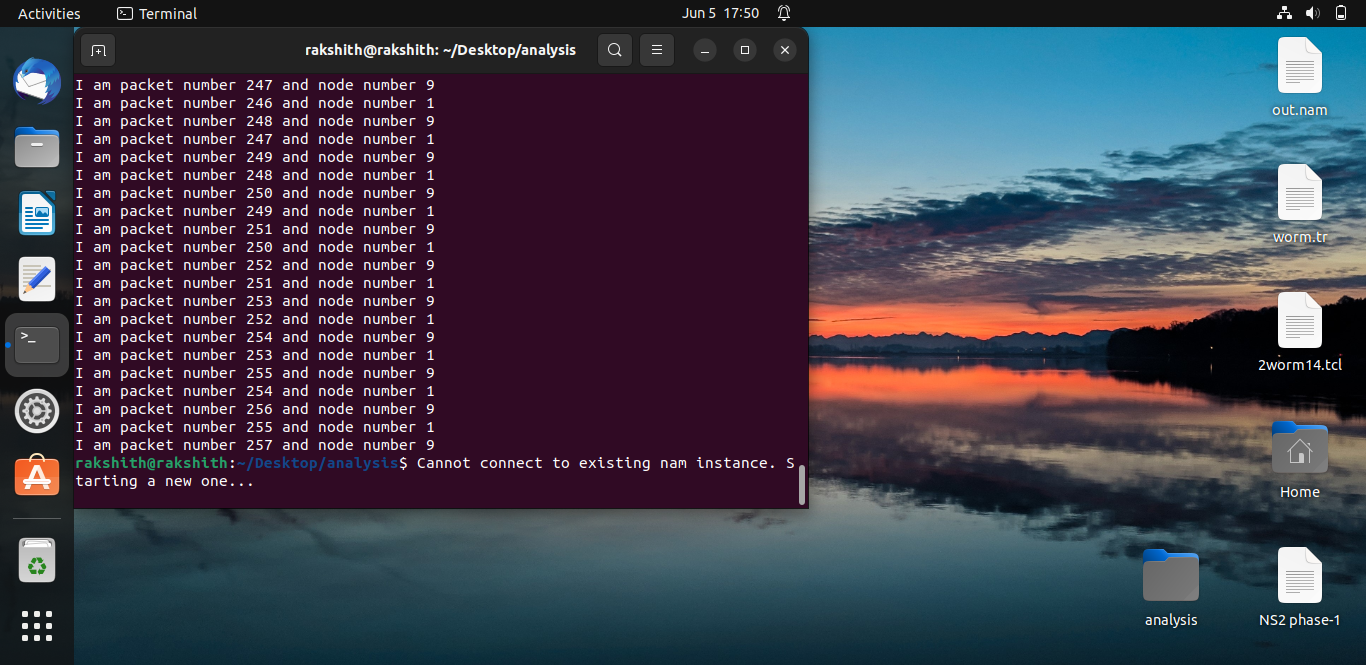 Activities
Terminal
Jun 5 17:50
rakshith@rakshith: ~/Desktop/analysis
I am packet number 247 and node number 9
I am packet number 246 and node number 1
I am packet number 248 and node number 9
I am packet number 247 and node number 1
I am packet number 249 and node number 9
I am packet number 248 and node number 1
I am packet number 250 and node number 9
I am packet number 249 and node number 1
I am packet number 251 and node number 9
I am packet number 250 and node number 1
I am packet number 252 and node number 9
I am packet number 251 and node number 1
I am packet number 253 and node number 9
I am packet number 252 and node number 1
I am packet number 254 and node number 9
I am packet number 253 and node number 1
I am packet number 255 and node number 9
I am packet number 254 and node number 1
I am packet number 256 and node number 9
I am packet number 255 and node number 1
I am packet number 257 and node number 9
rakshith@rakshith:~/Desktop/analysis$ Cannot connect to existing nam instance. S
tarting a new one...
out.nam
worm.tr
2worm14.tcl
Home
analysis
NS2 phase-1